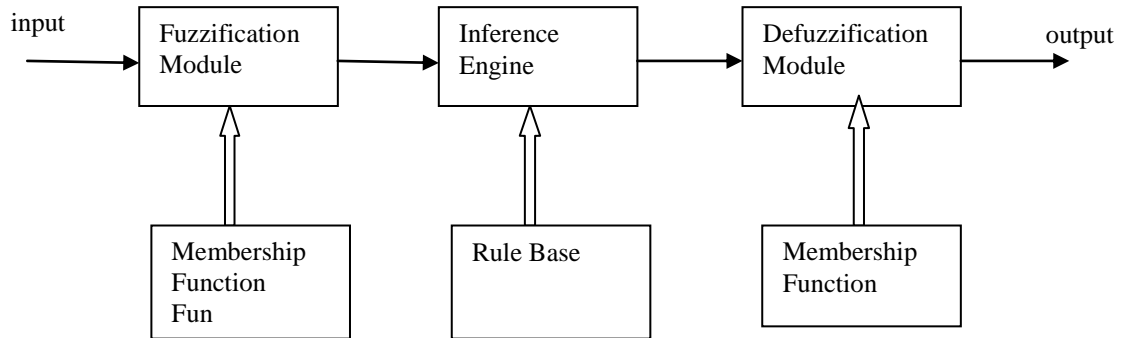 input
Fuzzification
Module
Inference
Engine
Defuzzification
Module
output
Membership
Function
Fun
Rule Base
Membership
Function